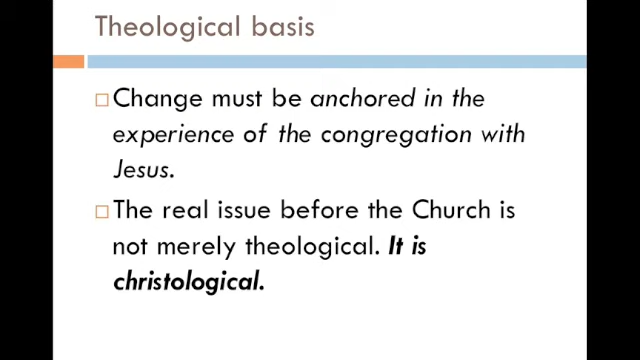 Theological basis
Change must be anchored in the
experience of the congregation with
Jesus.
The real issue before the Church is
not merely theological. It is
christological.